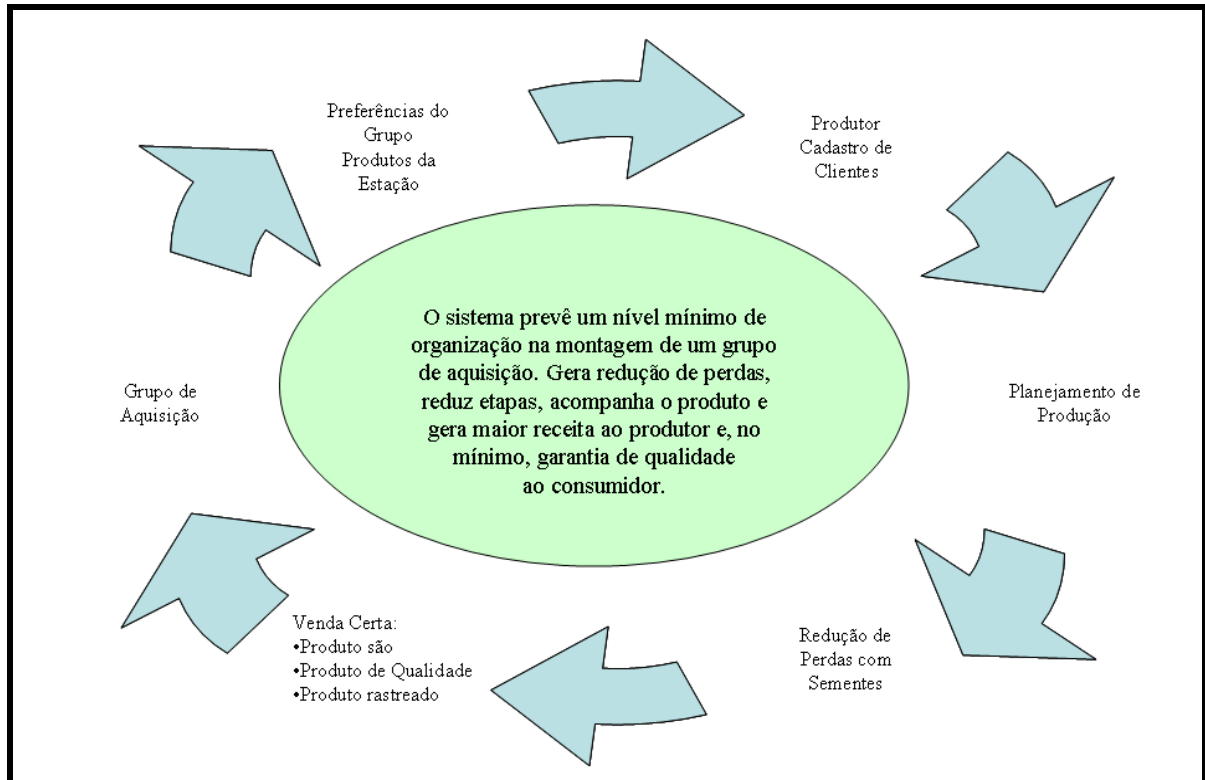 Preferências do
Grupo
Produtos da
Estação
Produtor
Cadastro de
Clientes
O sistema prevê um nível mínimo de
organização na montagem de um grupo
de aquisição. Gera redução de perdas,
reduz etapas, acompanha o produto e
gera maior receita ao produtor e, no
mínimo, garantia de qualidade
ao consumidor.
Grupo de
Aquisição
Planejamento de
Produção
Venda Certa:
•Produto são
•Produto de Qualidade
•Produto rastreado
Redução de
Perdas com
Sementes